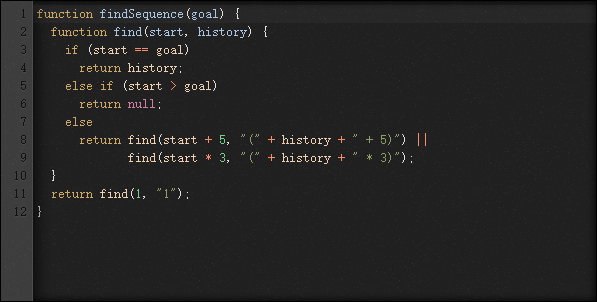 1 function findSequence(goal) {
2   function find(start, history) {
3     if (start == goal)
4       return history;
5     else if (start > goal)
6       return null;
7     else
8       return find(start + 5, "(" + history + " + 5)") ||
9              find(start * 3, "(" + history + " * 3)");
10   }
11   return find(1, "1");
12 }